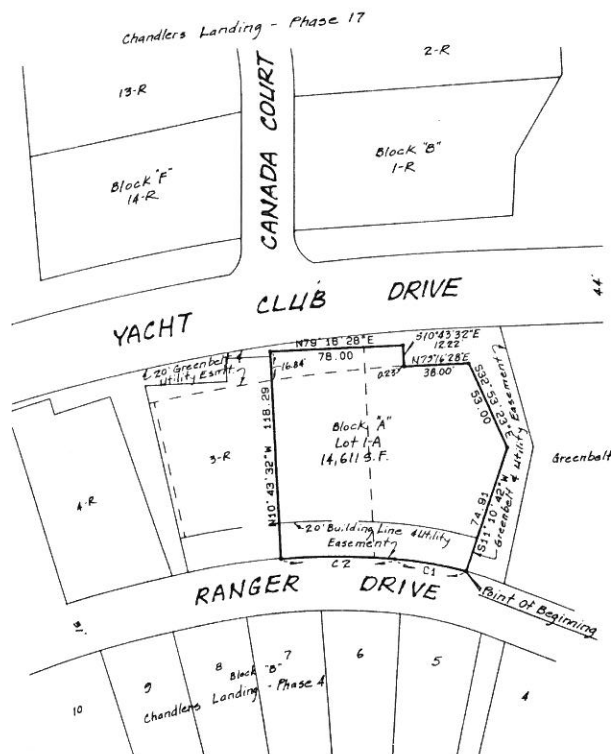 Chandlers Landing - Phase 17
2-R
13-R
CANADA COURT
Block "B"
1-R
Block "F"
14-R
YACHT CLUB DRIVE
44'
N79°16'28"E
78.00
S10°43'32"E
12.22'
20' Greenbelt &
Utility Esmt.
16.84'
0.23'
N79°16'28"E
38.00'
S32°53'23"E
53.00
Greenbelt & Utility Easement
N10°43'32"W 118.29
Block "A"
Lot 1-A
14,611 S.F.
Greenbelt
3-R
4-R
74.91
S11°10'42"W
20' Building Line & Utility
Easement
C2
C1
RANGER DRIVE
Point Of Beginning
31'
10
9
8
7
6
5
4
Block "B"
Chandlers Landing - Phase 4